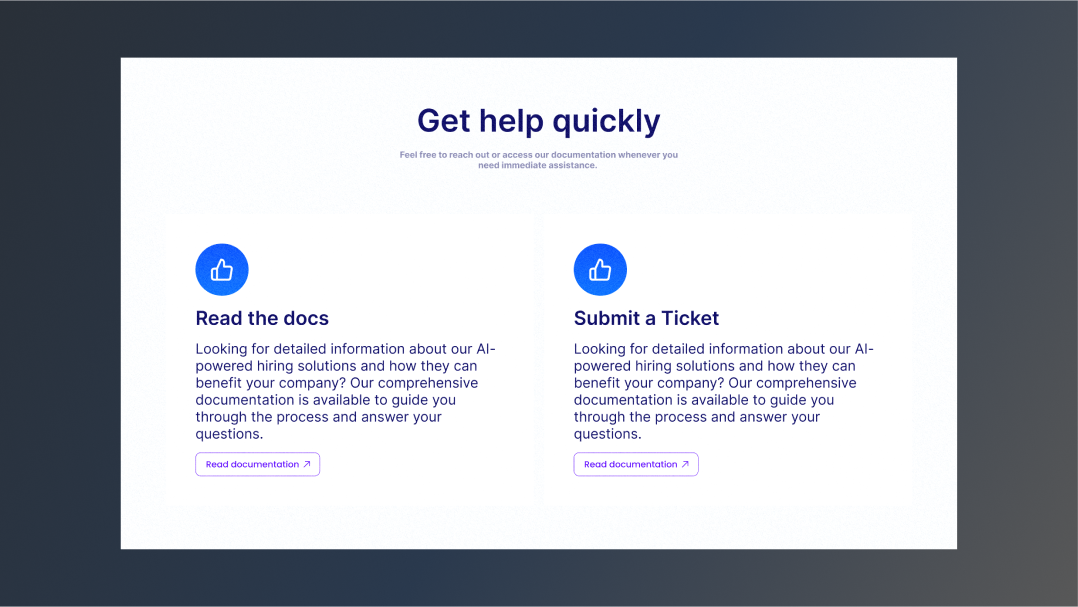 Get help quickly
Feel free to reach out or access our documentation whenever you
need immediate assistance.
Read the docs
Looking for detailed information about our AI-
powered hiring solutions and how they can
benefit your company? Our comprehensive
documentation is available to guide you
through the process and answer your
questions.
Read documentation
Submit a Ticket
Looking for detailed information about our AI-
powered hiring solutions and how they can
benefit your company? Our comprehensive
documentation is available to guide you
through the process and answer your
questions.
Read documentation